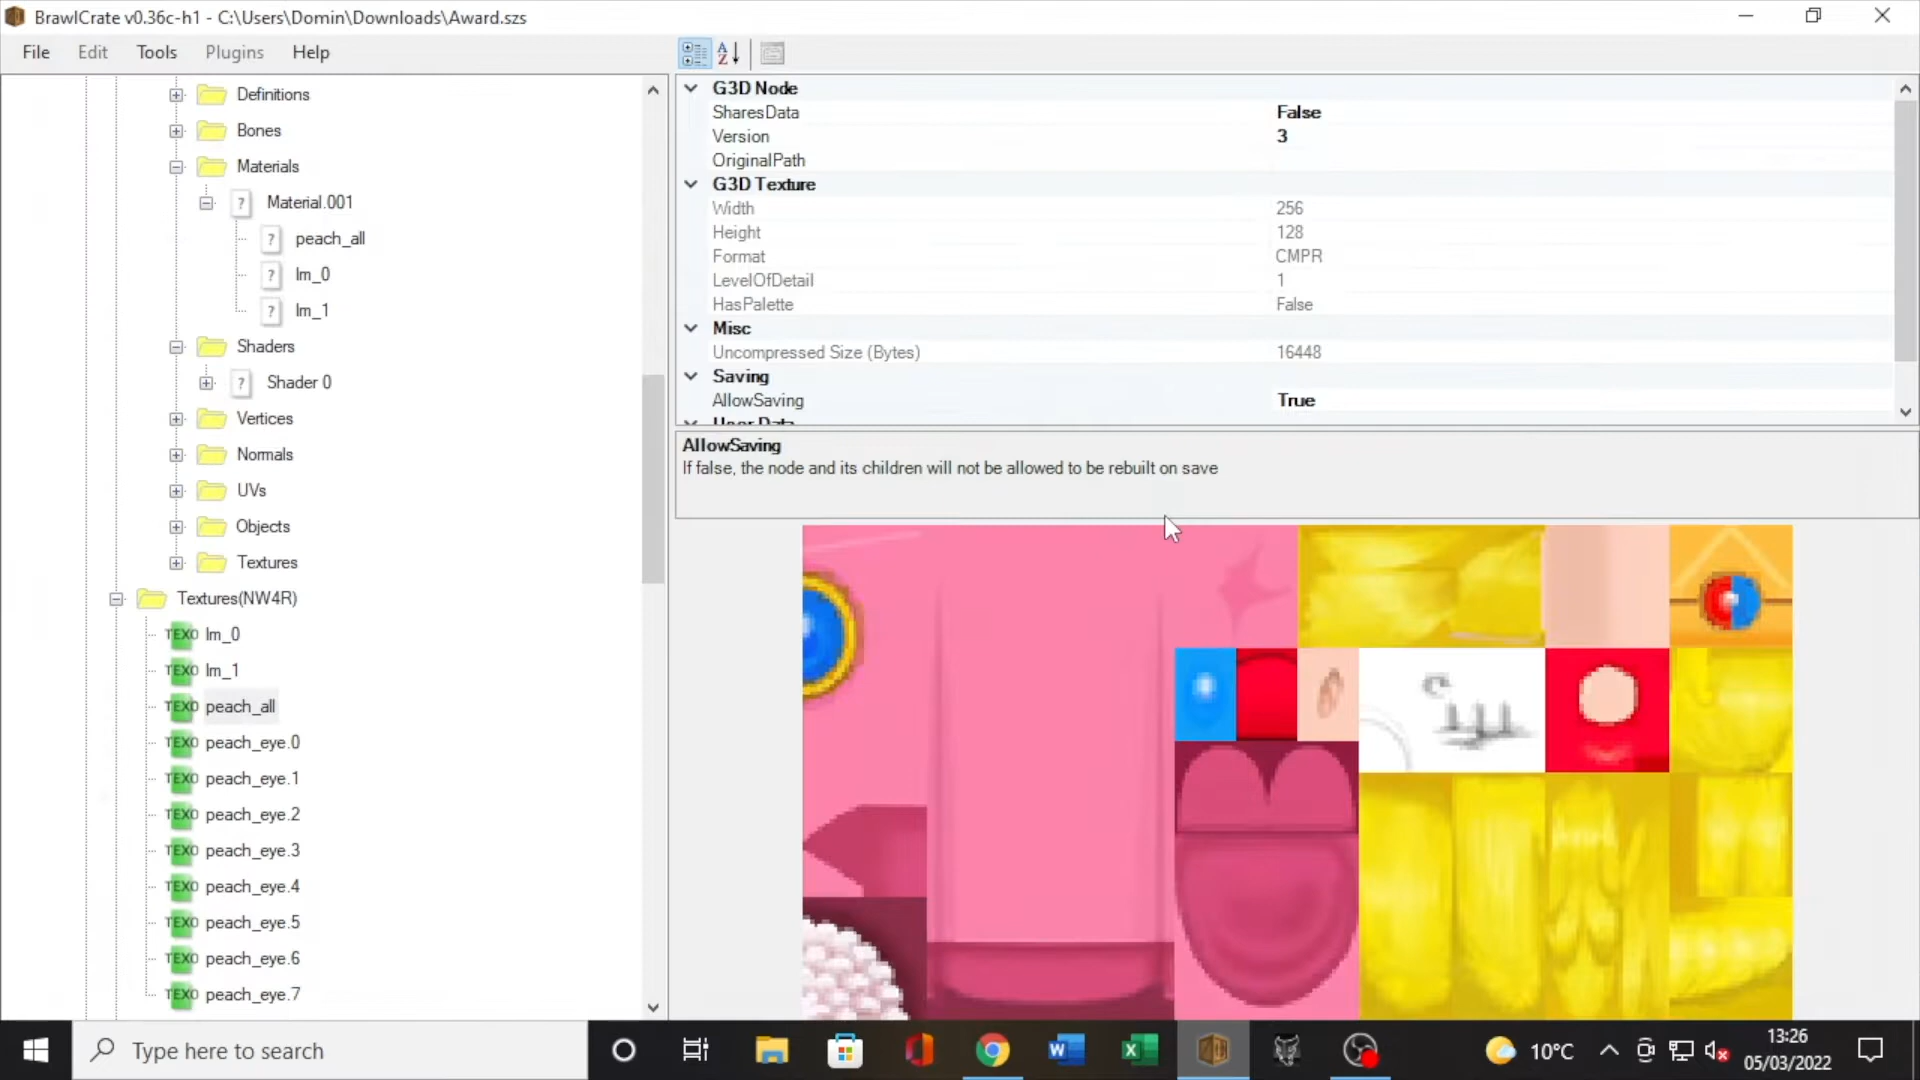 BrawlCrate v0.36c-h1 - C:\Users\Domin\Downloads\Award.szs
File Edit Tools Plugins Help
Definitions
Bones
Materials
Material.001
peach_all
lm_0
lm_1
Shaders
Shader 0
Vertices
Normals
UVs
Objects
Textures
Textures(NW4R)
TEX0 lm_0
TEX0 lm_1
TEX0 peach_all
TEX0 peach_eye.0
TEX0 peach_eye.1
TEX0 peach_eye.2
TEX0 peach_eye.3
TEX0 peach_eye.4
TEX0 peach_eye.5
TEX0 peach_eye.6
TEX0 peach_eye.7
G3D Node
SharesData False
Version 3
OriginalPath
G3D Texture
Width 256
Height 128
Format CMPR
LevelOfDetail 1
HasPalette False
Misc
Uncompressed Size (Bytes) 16448
Saving
AllowSaving True
User Data
AllowSaving
If false, the node and its children will not be allowed to be rebuilt on save
Type here to search
10°C
13:26
05/03/2022